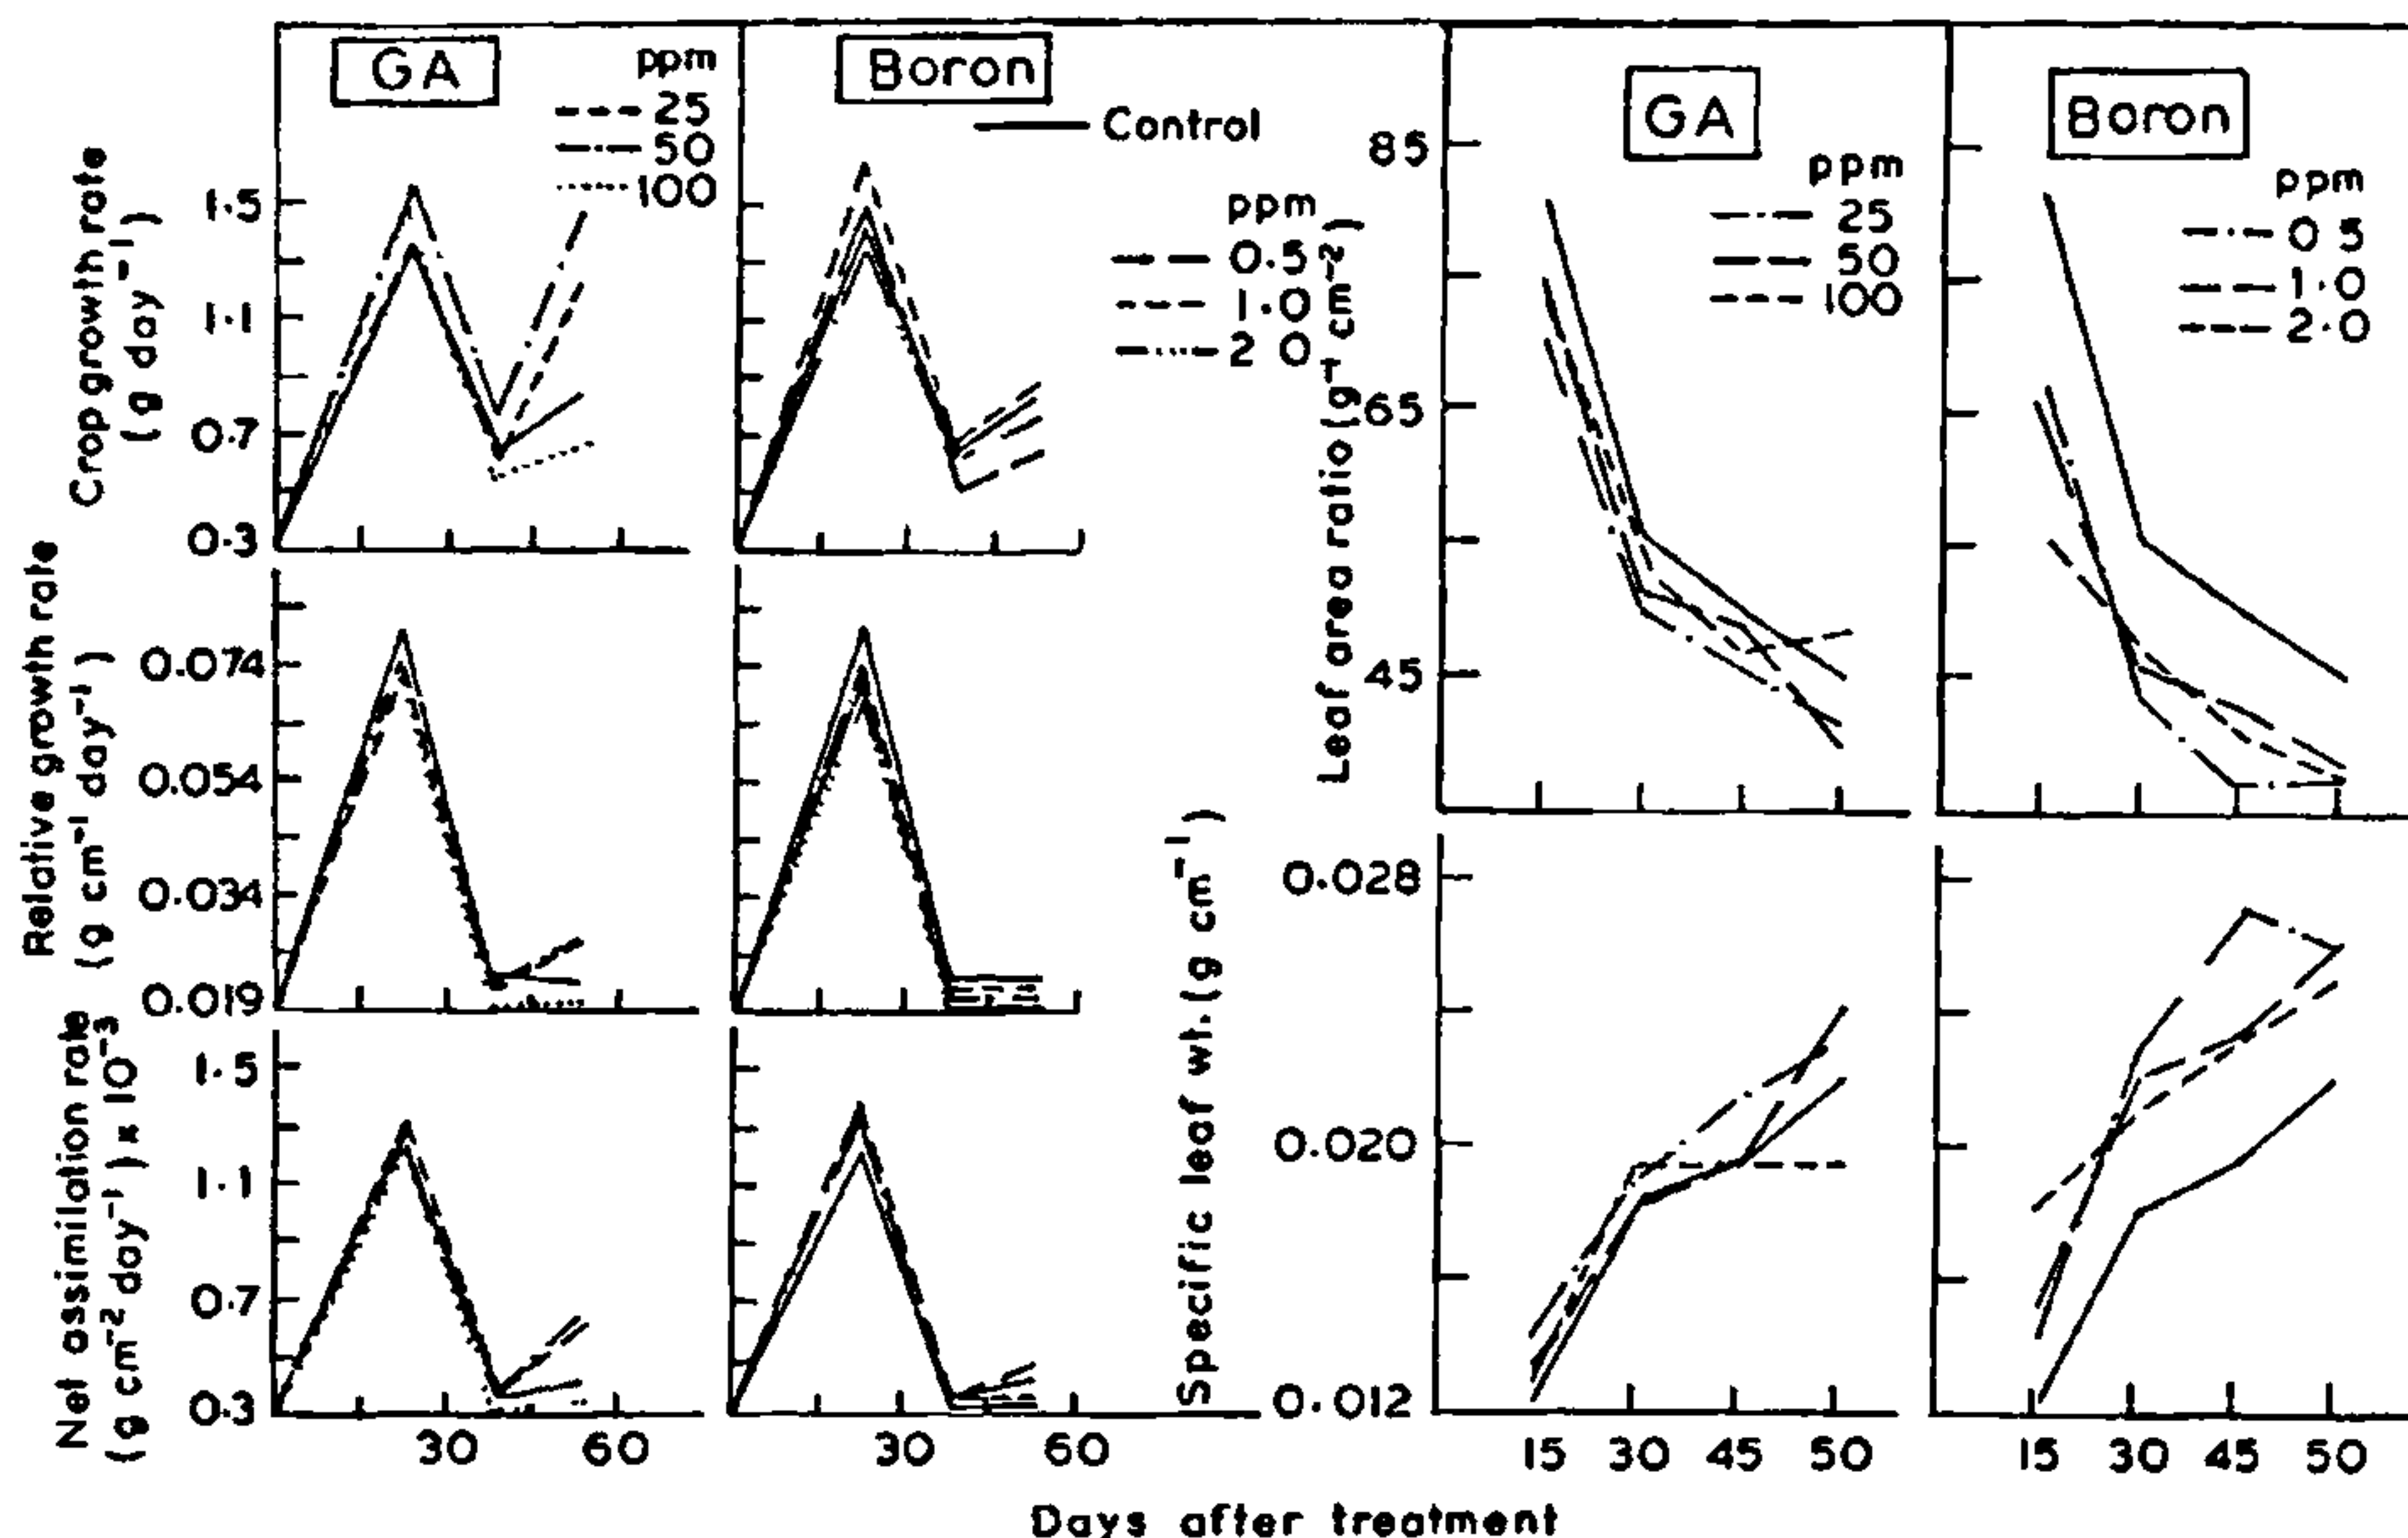 GA
ppm
25
50
100
Boron
Control
ppm
0.5
1.0
2 0
GA
ppm
25
50
100
Boron
ppm
0 5
1.0
2.0
Crop growth rate
(g day⁻¹)
1.5
1.1
0.7
0.3
Relative growth rate
(g cm⁻¹ day⁻¹)
0.074
0.054
0.034
0.019
Net assimilation rate
(g cm⁻² day⁻¹) × 10⁻³
1.5
1.1
0.7
0.3
30
60
30
60
Leaf area ratio (g⁻¹ cm⁻²)
85
65
45
Specific leaf wt. (g cm⁻¹)
0.028
0.020
0.012
15 30 45 50
15 30 45 50
Days after treatment